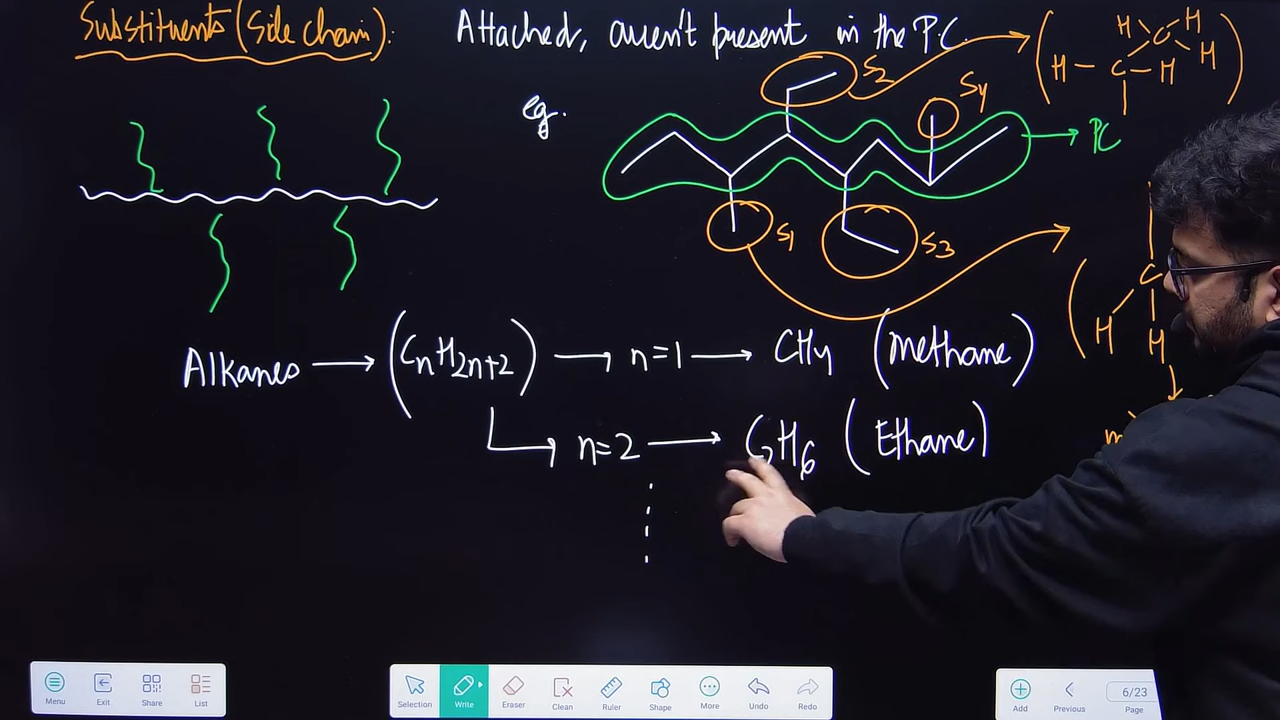 Substituents (Side Chain):
Attached, aren't present in the P.C.
eg.
S2
S4
PC
S1
S3
H H
C
H
H - C - H
C
H
H
Alkanes → (CnH2n+2) → n=1 → CH4 (Methane)
n=2 → C2H6 (Ethane)
Menu
Exit
Share
List
Selection
Write
Eraser
Clean
Ruler
Shape
More
Undo
Redo
Add
Previous
6/23
Page